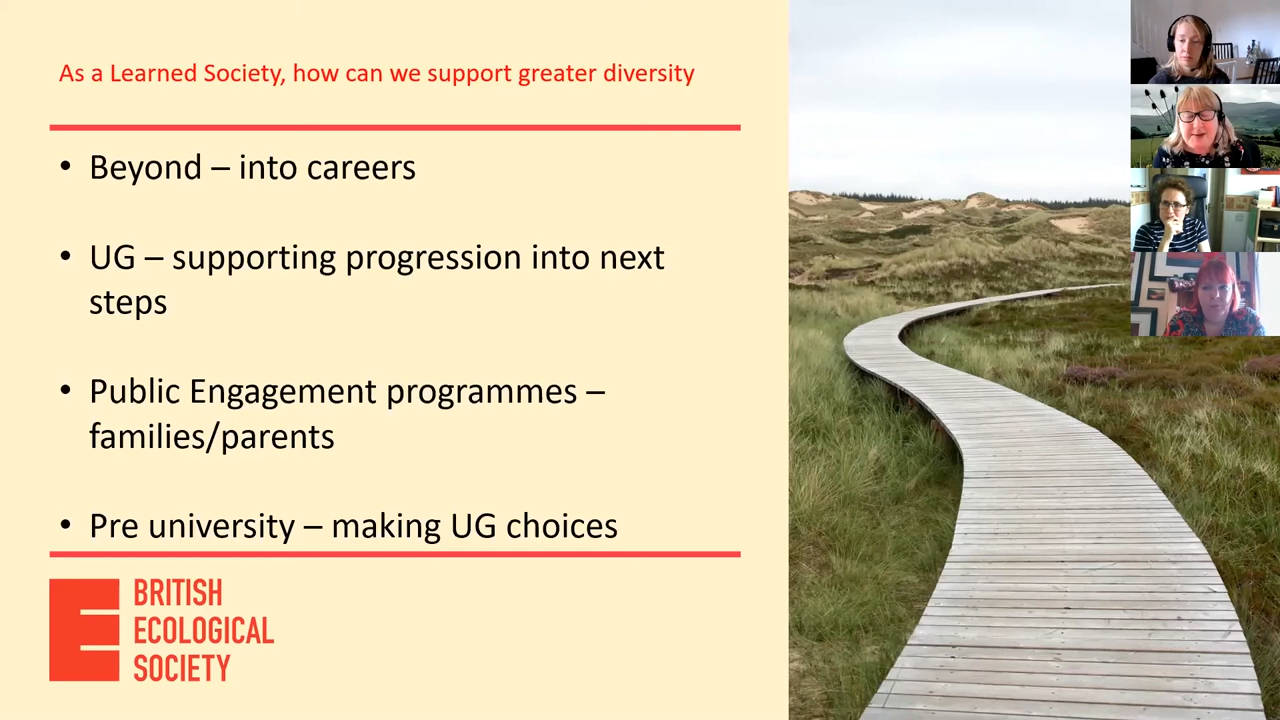 As a Learned Society, how can we support greater diversity
• Beyond – into careers
• UG – supporting progression into next
steps
• Public Engagement programmes –
families/parents
• Pre university – making UG choices
BRITISH
ECOLOGICAL
SOCIETY